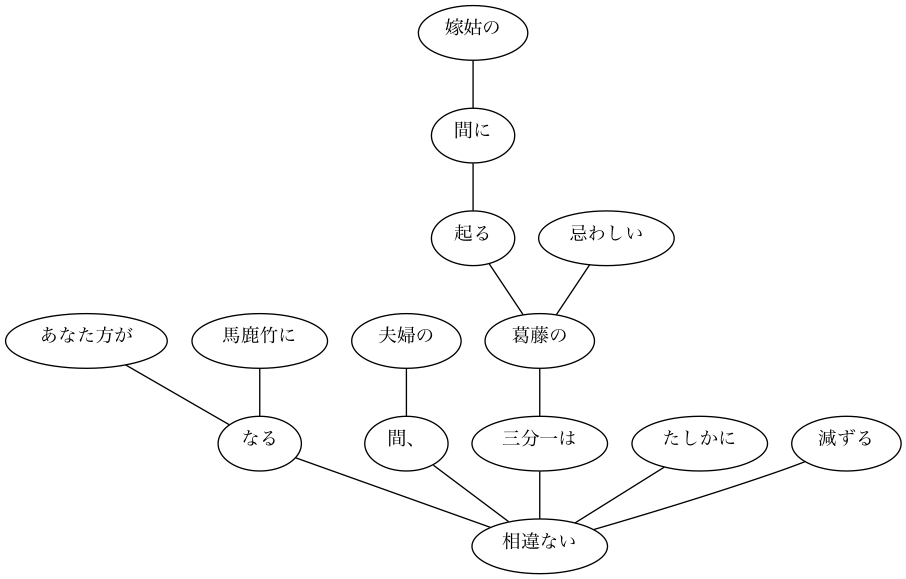 嫁姑の
間に
起る
忌わしい
あなた方が
馬鹿竹に
夫婦の
葛藤の
なる
間、
三分一は
たしかに
減ずる
相違ない